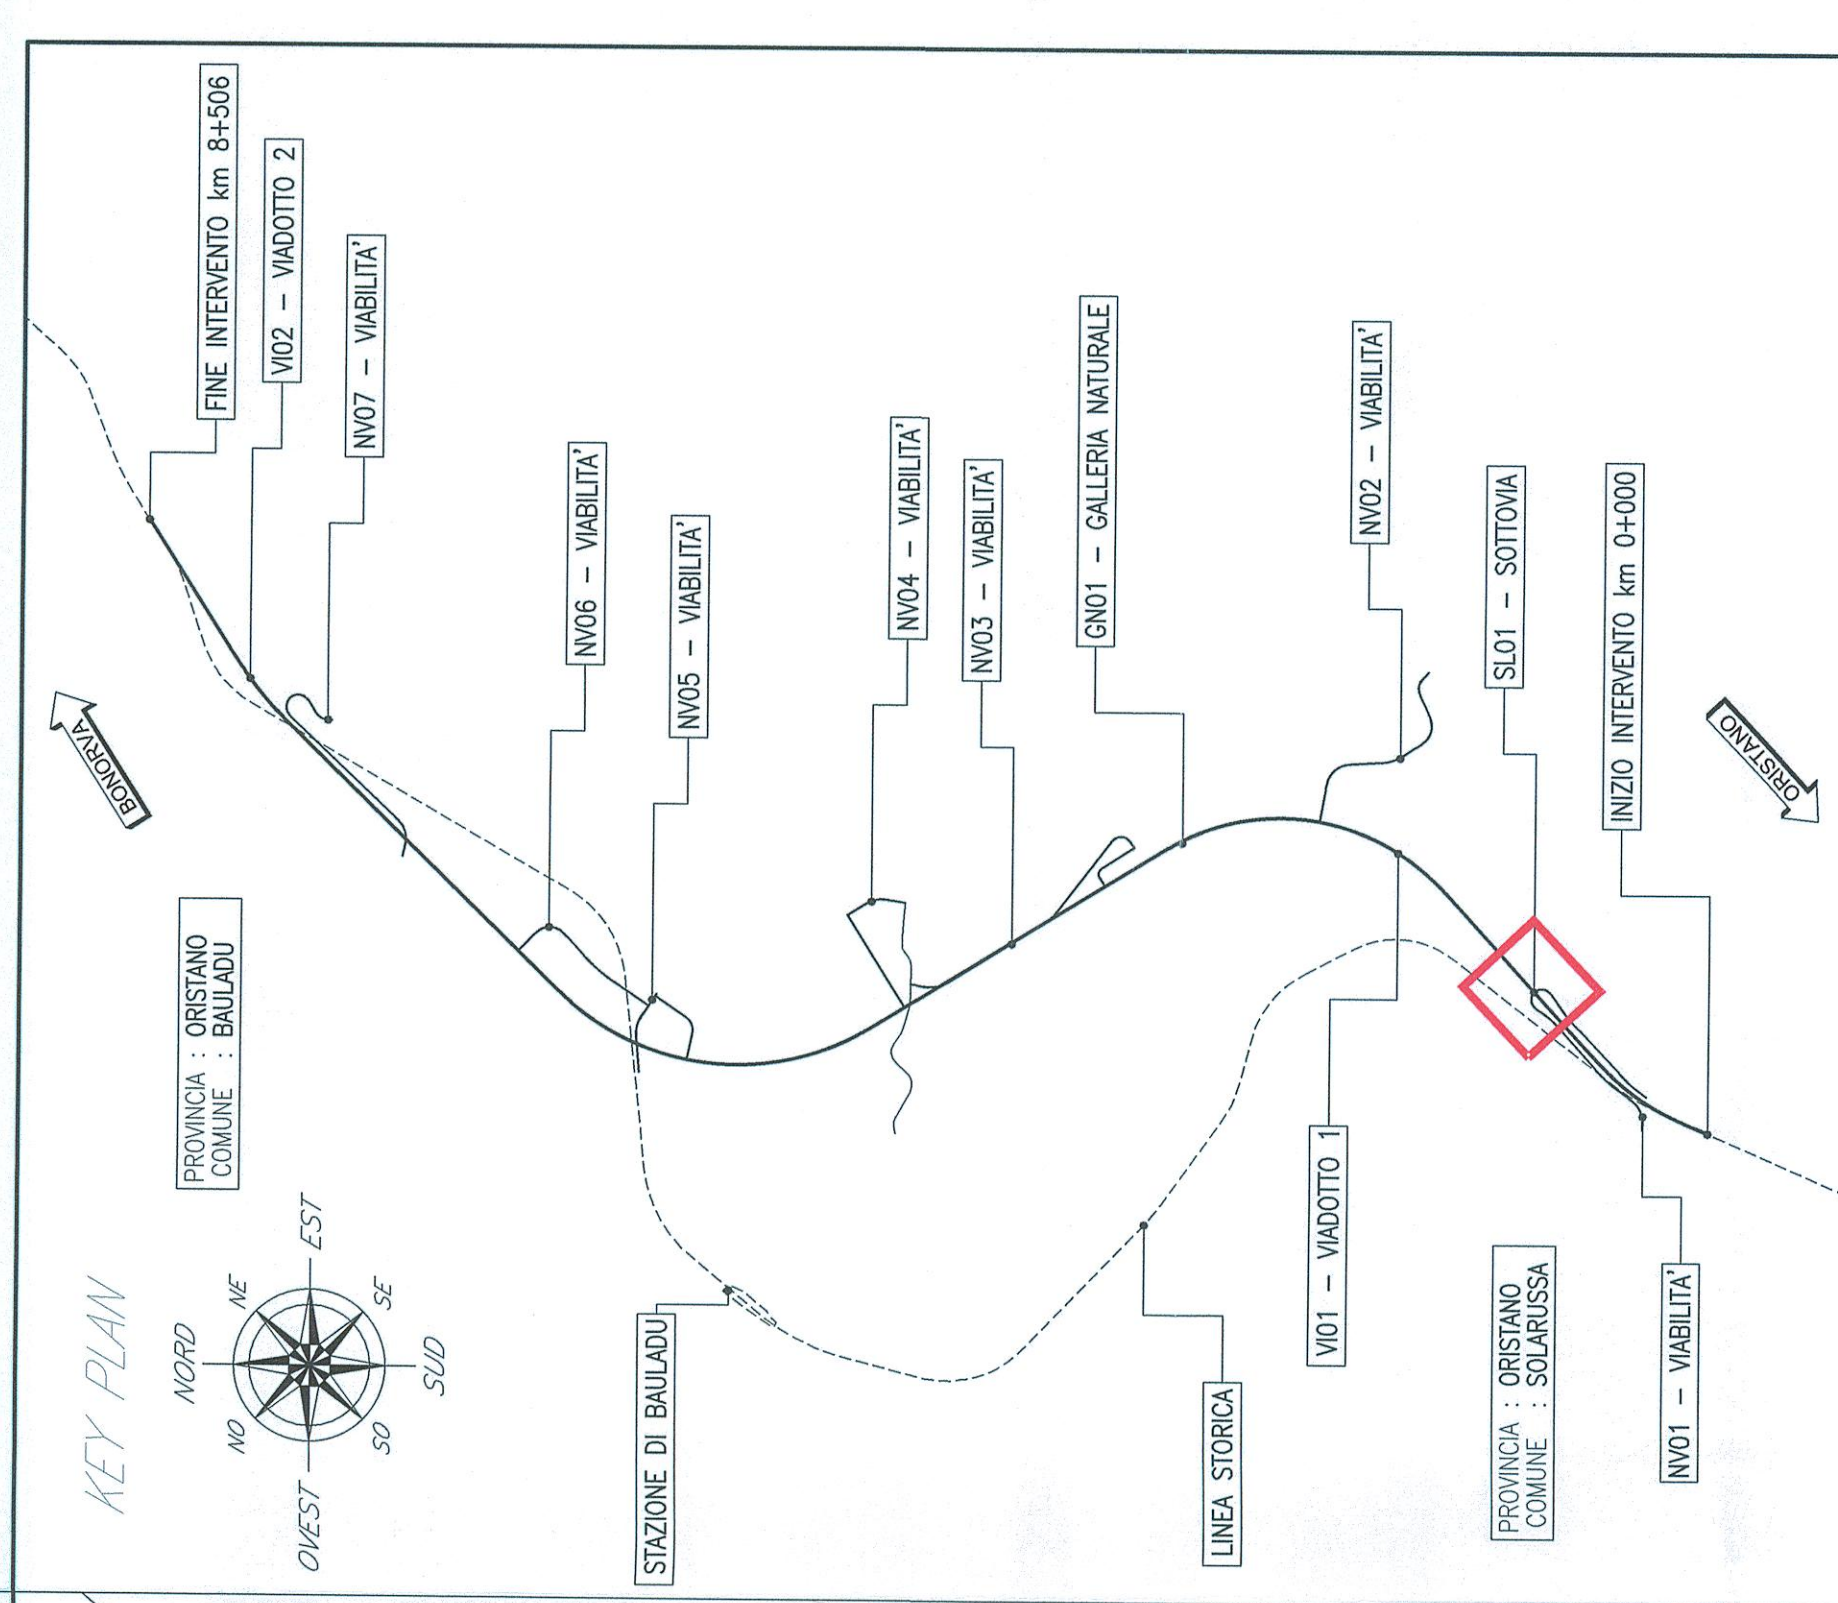 KEY PLAN
NORD
NE
EST
SE
SUD
SO
OVEST
NO
BONORVA
PROVINCIA : ORISTANO
COMUNE : BAULADU
FINE INTERVENTO km 8+506
VI02 – VIADOTTO 2
NV07 – VIABILITA'
NV06 – VIABILITA'
NV05 – VIABILITA'
NV04 – VIABILITA'
NV03 – VIABILITA'
GN01 – GALLERIA NATURALE
NV02 – VIABILITA'
SL01 – SOTTOVIA
INIZIO INTERVENTO km 0+000
ORISTANO
STAZIONE DI BAULADU
LINEA STORICA
VI01 – VIADOTTO 1
PROVINCIA : ORISTANO
COMUNE : SOLARUSSA
NV01 – VIABILITA'